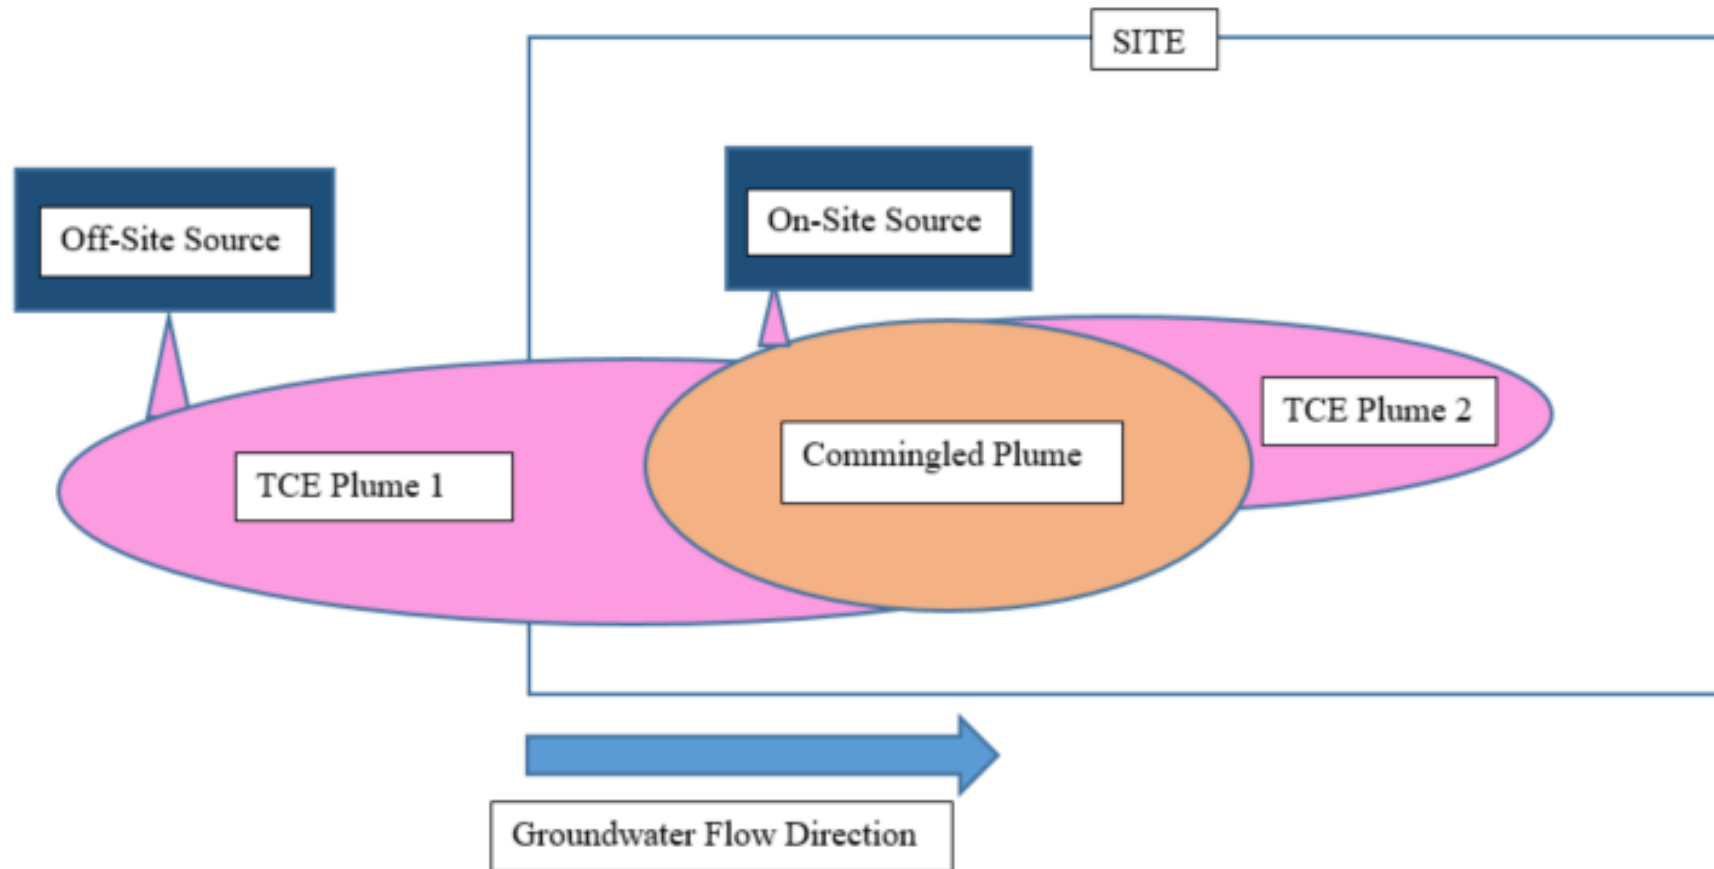 SITE
Off-Site Source
On-Site Source
TCE Plume 1
Commingled Plume
TCE Plume 2
Groundwater Flow Direction